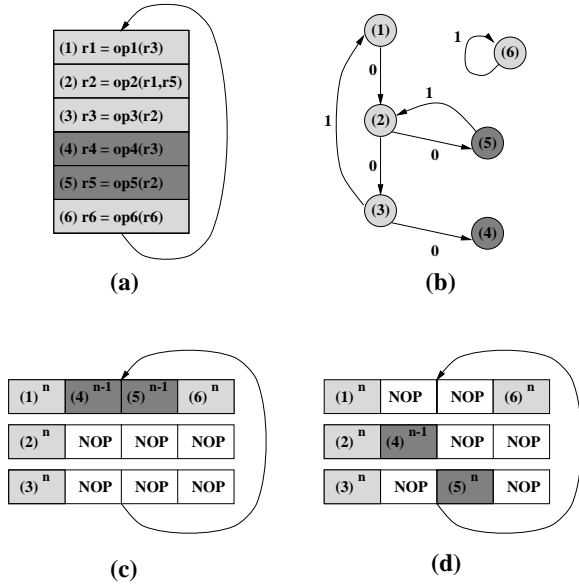 (1) r1 = op1(r3)
(2) r2 = op2(r1,r5)
(3) r3 = op3(r2)
(4) r4 = op4(r3)
(5) r5 = op5(r2)
(6) r6 = op6(r6)
(a)
(1)
1
(6)
0
1
1
(2)
0
(5)
0
(3)
0
(4)
(b)
(1)^n (4)^n-1 (5)^n-1 (6)^n
(2)^n NOP NOP NOP
(3)^n NOP NOP NOP
(c)
(1)^n NOP NOP (6)^n
(2)^n (4)^n-1 NOP NOP
(3)^n NOP (5)^n NOP
(d)